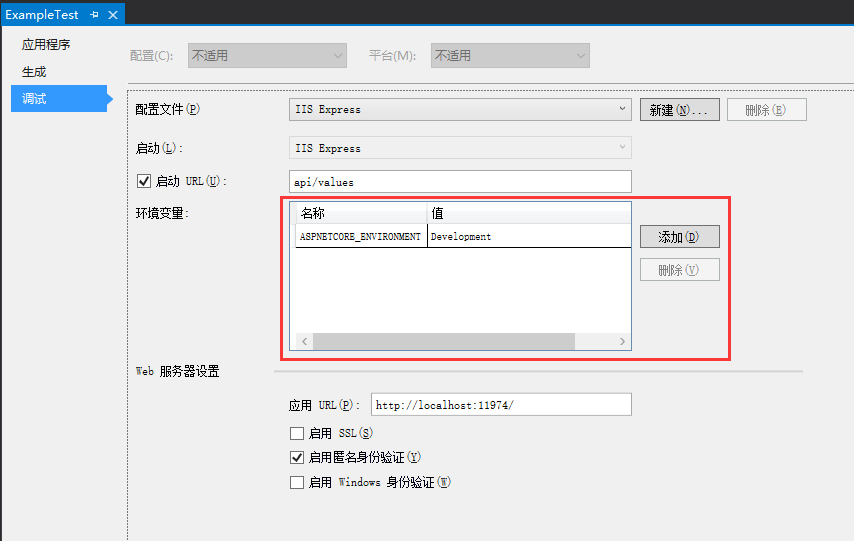 ExampleTest
应用程序
生成
调试
配置(C): 不适用 平台(M): 不适用
配置文件(P) IIS Express 新建(N)... 删除(E)
启动(L): IIS Express
启动 URL(U): api/values
环境变量:
名称 值
ASPNETCORE_ENVIRONMENT Development
添加(D)
删除(V)
Web 服务器设置
应用 URL(P): http://localhost:11974/
启用 SSL(S)
启用匿名身份验证(Y)
启用 Windows 身份验证(W)